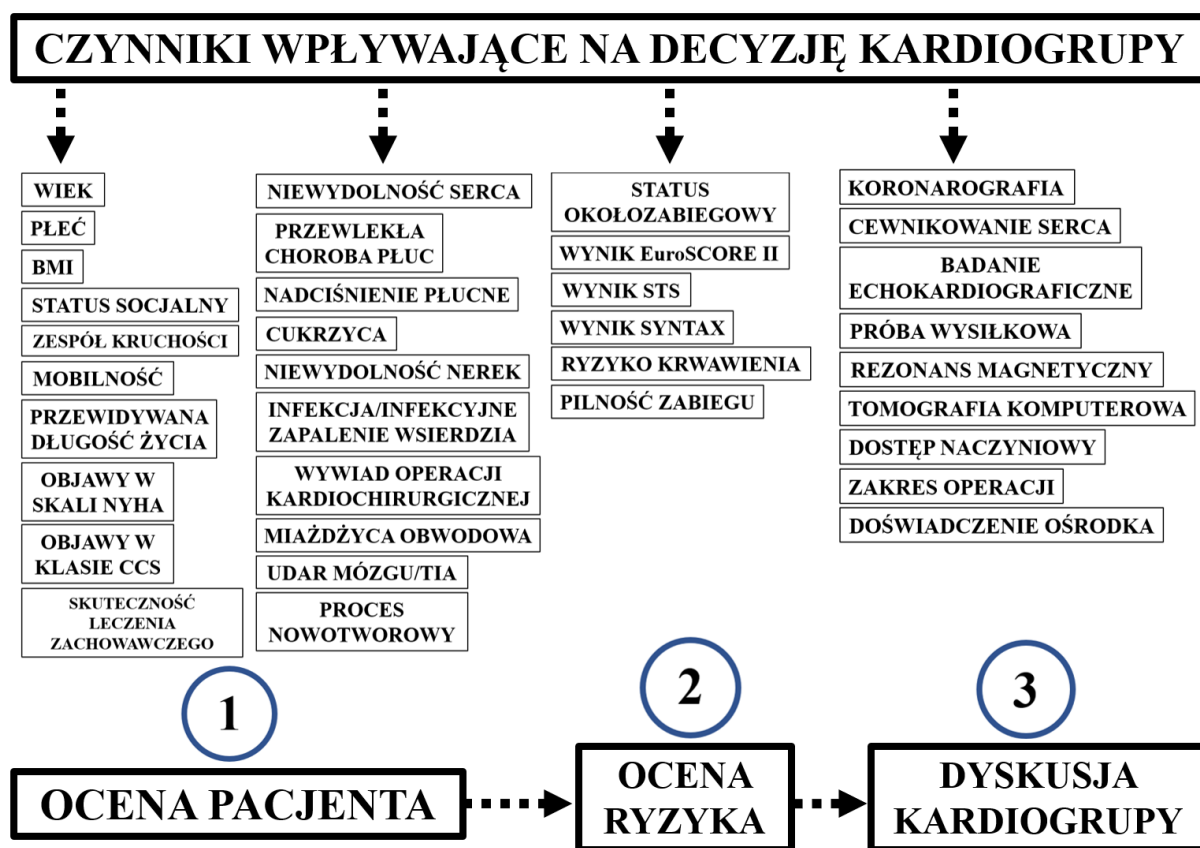 CZYNNIKI WPŁYWAJĄCE NA DECYZJĘ KARDIOGRUPY
WIEK
PŁEĆ
BMI
STATUS SOCJALNY
ZESPÓŁ KRUCHOŚCI
MOBILNOŚĆ
PRZEWIDYWANA
DŁUGOŚĆ ŻYCIA
OBJAWY W
SKALI NYHA
OBJAWY W
KLASIE CCS
SKUTECZNOŚĆ
LECZENIA
ZACHOWAWCZEGO
NIEWYDOLNOŚĆ SERCA
PRZEWLEKŁA
CHOROBA PŁUC
NADCIŚNIENIE PŁUCNE
CUKRZYCA
NIEWYDOLNOŚĆ NEREK
INFEKCJA/INFEKCYJNE
ZAPALENIE WSIERDZIA
WYWIAD OPERACJI
KARDIOCHIRURGICZNEJ
MIAŻDŻYCA OBWODOWA
UDAR MÓZGU/TIA
PROCES
NOWOTWOROWY
STATUS
OKOŁOZABIEGOWY
WYNIK EuroSCORE II
WYNIK STS
WYNIK SYNTAX
RYZYKO KRWAWIENIA
PILNOŚĆ ZABIEGU
KORONAROGRAFIA
CEWNIKOWANIE SERCA
BADANIE
ECHOKARDIOGRAFICZNE
PRÓBA WYSIŁKOWA
REZONANS MAGNETYCZNY
TOMOGRAFIA KOMPUTEROWA
DOSTĘP NACZYNIOWY
ZAKRES OPERACJI
DOŚWIADCZENIE OŚRODKA
1
OCENA PACJENTA
2
OCENA
RYZYKA
3
DYSKUSJA
KARDIOGRUPY